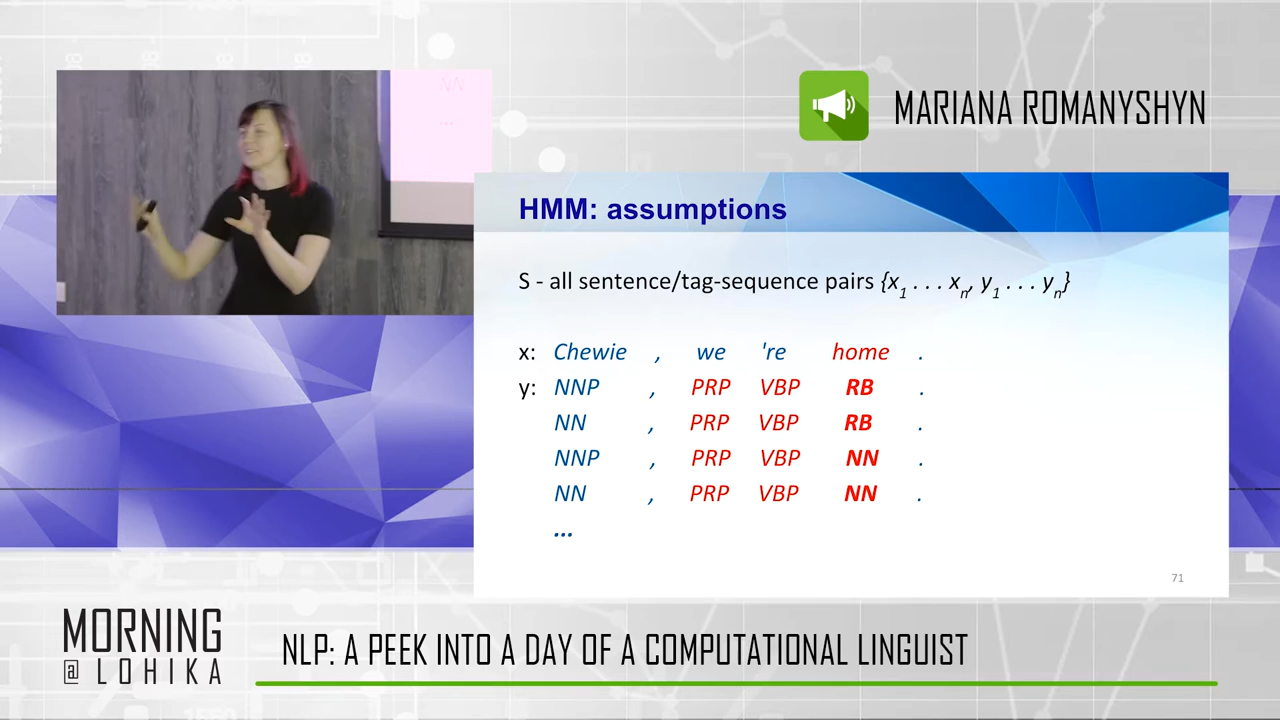 NN
...
MARIANA ROMANYSHYN
HMM: assumptions
S - all sentence/tag-sequence pairs {x1 . . . xn, y1 . . . yn}
x: Chewie , we 're home .
y: NNP , PRP VBP RB .
NN , PRP VBP RB .
NNP , PRP VBP NN .
NN , PRP VBP NN .
...
71
MORNING
@ LOHIKA
NLP: A PEEK INTO A DAY OF A COMPUTATIONAL LINGUIST